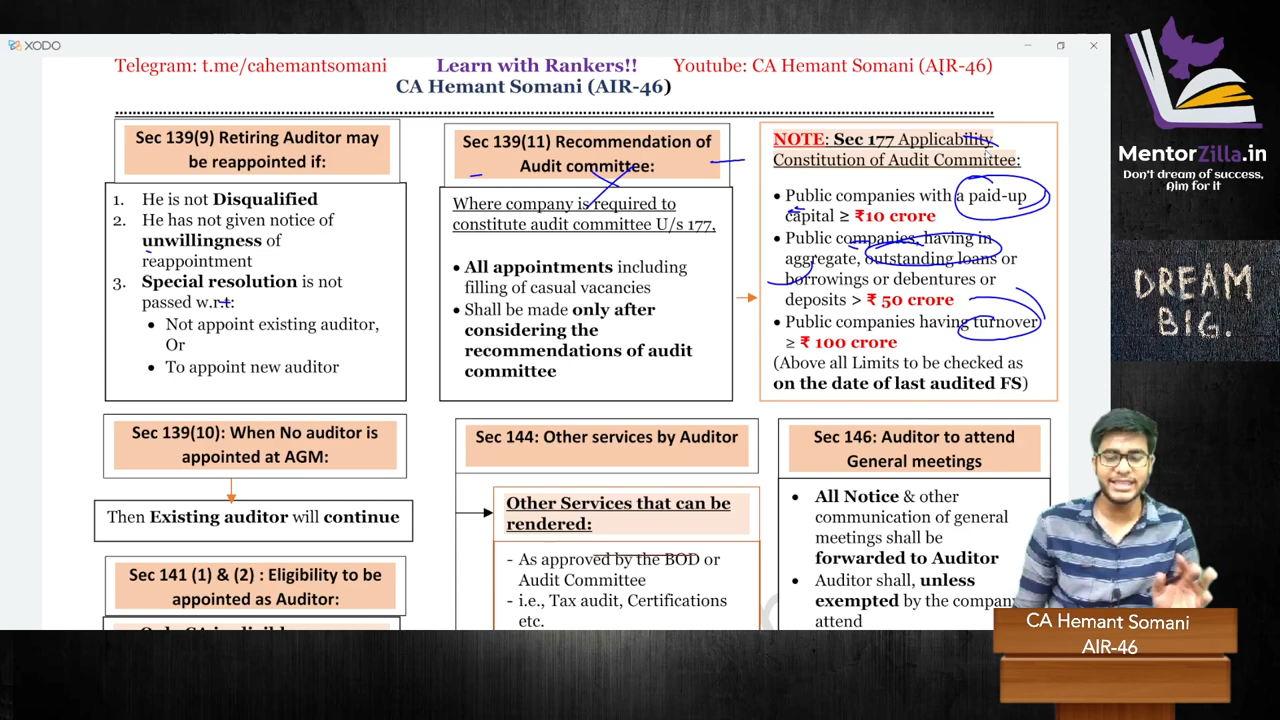 XODO
Telegram: t.me/cahemantsomani Learn with Rankers!! Youtube: CA Hemant Somani (AIR-46)
CA Hemant Somani (AIR-46)
Sec 139(9) Retiring Auditor may
be reappointed if:
1. He is not Disqualified
2. He has not given notice of
unwillingness of
reappointment
3. Special resolution is not
passed w.r.t:
• Not appoint existing auditor,
Or
• To appoint new auditor
Sec 139(11) Recommendation of
Audit committee:
Where company is required to
constitute audit committee U/s 177,
• All appointments including
filling of casual vacancies
• Shall be made only after
considering the
recommendations of audit
committee
NOTE: Sec 177 Applicability
Constitution of Audit Committee:
• Public companies with a paid-up
capital ≥ ₹10 crore
• Public companies, having in
aggregate, outstanding loans or
borrowings or debentures or
deposits > ₹ 50 crore
• Public companies having turnover
≥ ₹ 100 crore
(Above all Limits to be checked as
on the date of last audited FS)
Sec 139(10): When No auditor is
appointed at AGM:
Then Existing auditor will continue
Sec 141 (1) & (2) : Eligibility to be
appointed as Auditor:
Only CA is eligible
Sec 144: Other services by Auditor
Other Services that can be
rendered:
- As approved by the BOD or
Audit Committee
- i.e., Tax audit, Certifications
etc.
Sec 146: Auditor to attend
General meetings
• All Notice & other
communication of general
meetings shall be
forwarded to Auditor
• Auditor shall, unless
exempted by the company
attend
MentorZilla.in
Don't dream of success,
Aim for it
DREAM
BIG.
CA Hemant Somani
AIR-46